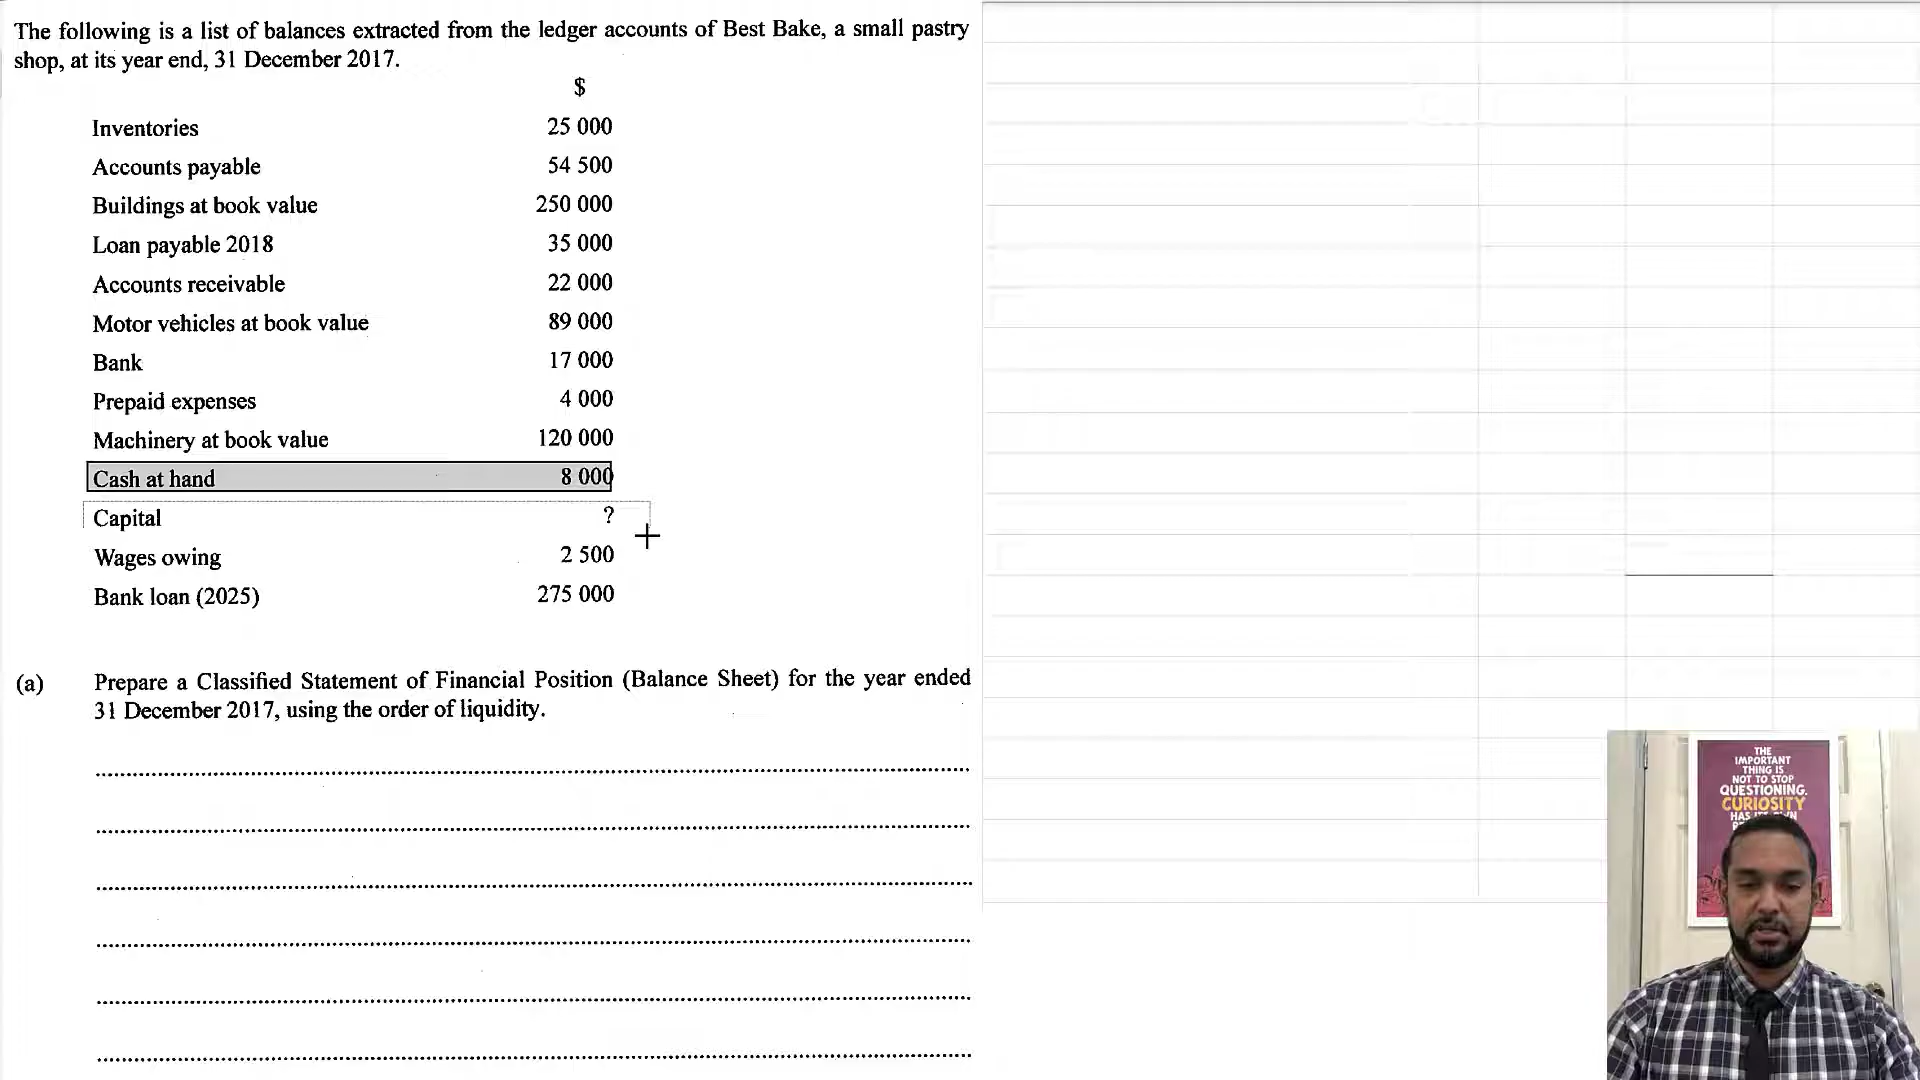 The following is a list of balances extracted from the ledger accounts of Best Bake, a small pastry
shop, at its year end, 31 December 2017.
$
Inventories 25 000
Accounts payable 54 500
Buildings at book value 250 000
Loan payable 2018 35 000
Accounts receivable 22 000
Motor vehicles at book value 89 000
Bank 17 000
Prepaid expenses 4 000
Machinery at book value 120 000
Cash at hand 8 000
Capital ?
Wages owing 2 500
Bank loan (2025) 275 000
(a) Prepare a Classified Statement of Financial Position (Balance Sheet) for the year ended
31 December 2017, using the order of liquidity.
THE
IMPORTANT
THING IS
NOT TO STOP
QUESTIONING.
CURIOSITY
HAS